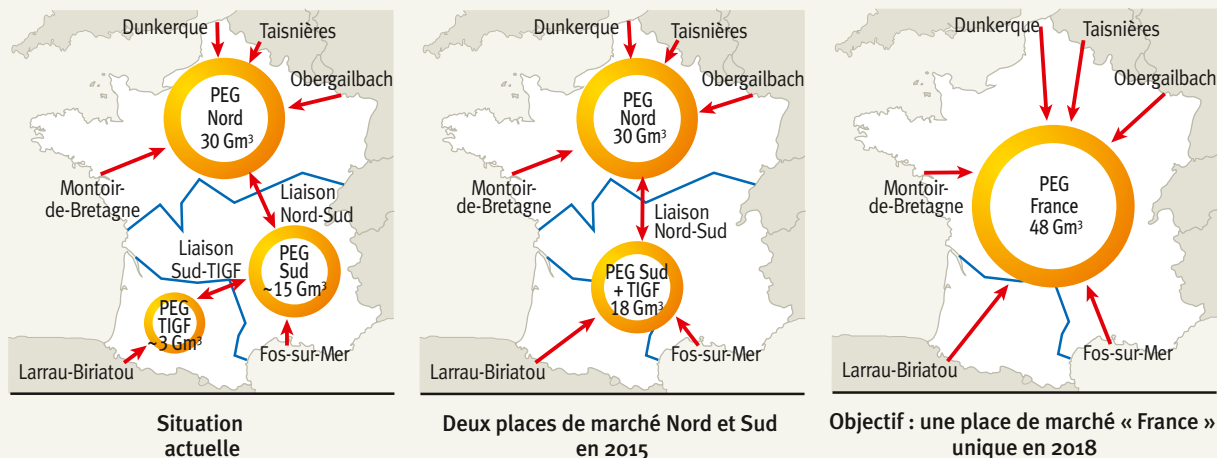 Dunkerque
Taisnières
Obergailbach
PEG
Nord
30 Gm³
Montoir-
de-Bretagne
Liaison
Nord-Sud
Liaison
Sud-TIGF
PEG
Sud
~15 Gm³
PEG
TIGF
~3 Gm³
Larrau-Biriatou
Fos-sur-Mer
Situation
actuelle
Dunkerque
Taisnières
Obergailbach
PEG
Nord
30 Gm³
Montoir-
de-Bretagne
Liaison
Nord-Sud
PEG Sud
+ TIGF
18 Gm³
Larrau-Biriatou
Fos-sur-Mer
Deux places de marché Nord et Sud
en 2015
Dunkerque
Taisnières
Obergailbach
Montoir-
de-Bretagne
PEG
France
48 Gm³
Larrau-Biriatou
Fos-sur-Mer
Objectif : une place de marché « France »
unique en 2018